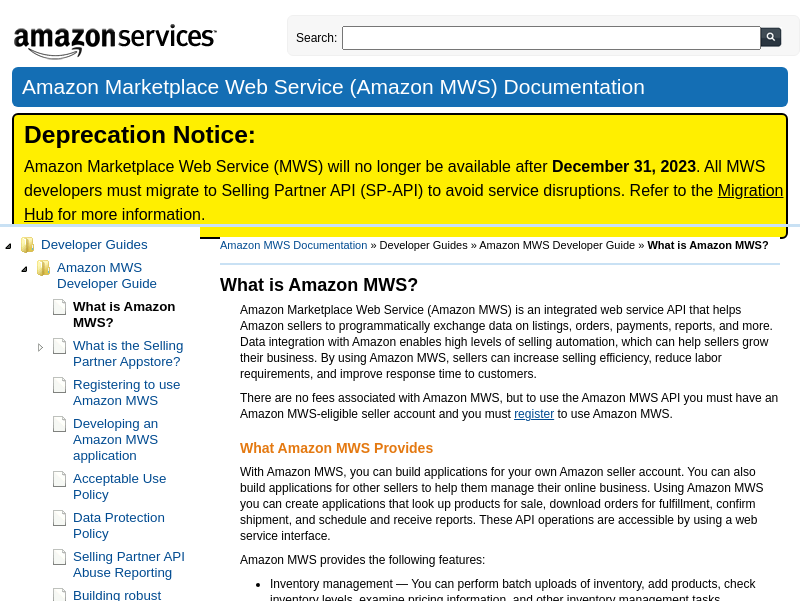 amazonservices
Search:
Amazon Marketplace Web Service (Amazon MWS) Documentation
Deprecation Notice:
Amazon Marketplace Web Service (MWS) will no longer be available after December 31, 2023. All MWS
developers must migrate to Selling Partner API (SP-API) to avoid service disruptions. Refer to the Migration
Hub for more information.
Developer Guides
Amazon MWS
Developer Guide
What is Amazon
MWS?
What is the Selling
Partner Appstore?
Registering to use
Amazon MWS
Developing an
Amazon MWS
application
Acceptable Use
Policy
Data Protection
Policy
Selling Partner API
Abuse Reporting
Building robust
Amazon MWS Documentation » Developer Guides » Amazon MWS Developer Guide » What is Amazon MWS?
What is Amazon MWS?
Amazon Marketplace Web Service (Amazon MWS) is an integrated web service API that helps
Amazon sellers to programmatically exchange data on listings, orders, payments, reports, and more.
Data integration with Amazon enables high levels of selling automation, which can help sellers grow
their business. By using Amazon MWS, sellers can increase selling efficiency, reduce labor
requirements, and improve response time to customers.
There are no fees associated with Amazon MWS, but to use the Amazon MWS API you must have an
Amazon MWS-eligible seller account and you must register to use Amazon MWS.
What Amazon MWS Provides
With Amazon MWS, you can build applications for your own Amazon seller account. You can also
build applications for other sellers to help them manage their online business. Using Amazon MWS
you can create applications that look up products for sale, download orders for fulfillment, confirm
shipment, and schedule and receive reports. These API operations are accessible by using a web
service interface.
Amazon MWS provides the following features:
• Inventory management — You can perform batch uploads of inventory, add products, check
inventory levels, examine pricing information, and other inventory management tasks.